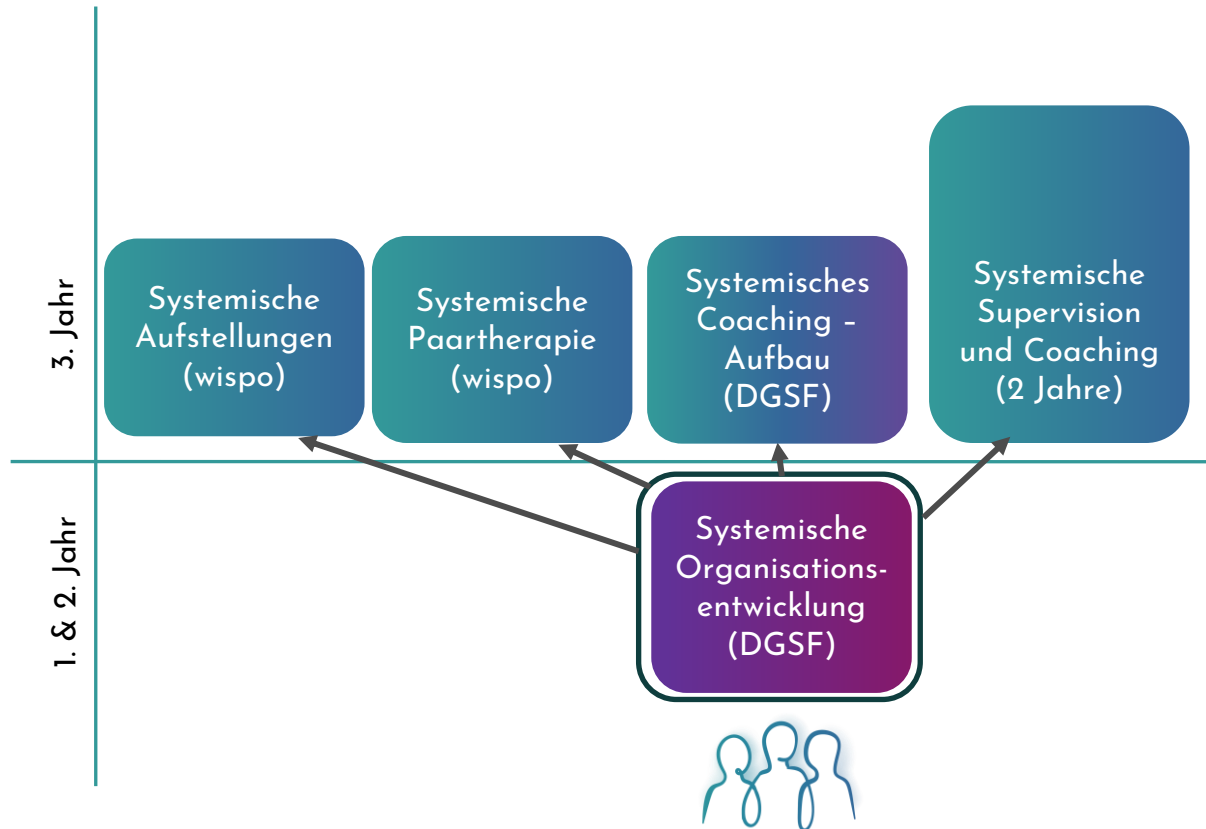 3. Jahr
Systemische
Aufstellungen
(wispo)
Systemische
Paartherapie
(wispo)
Systemisches
Coaching –
Aufbau
(DGSF)
Systemische
Supervision
und Coaching
(2 Jahre)
1. & 2. Jahr
Systemische
Organisations-
entwicklung
(DGSF)